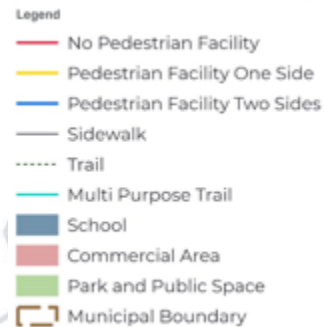 Legend
No Pedestrian Facility
Pedestrian Facility One Side
Pedestrian Facility Two Sides
Sidewalk
Trail
Multi Purpose Trail
School
Commercial Area
Park and Public Space
Municipal Boundary